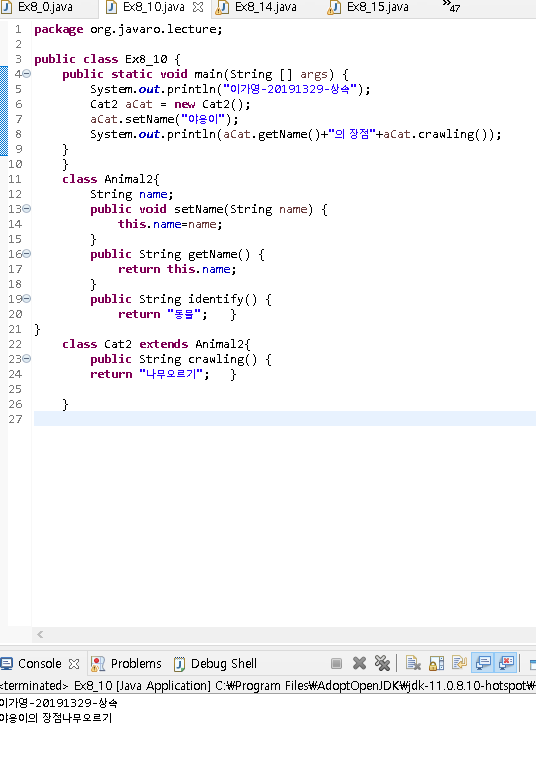 Ex8_0.java Ex8_10.java Ex8_14.java Ex8_15.java »47
1 package org.javaro.lecture;
2
3 public class Ex8_10 {
4 public static void main(String [] args) {
5 System.out.println("이가영-20191329-상속");
6 Cat2 aCat = new Cat2();
7 aCat.setName("야옹이");
8 System.out.println(aCat.getName()+"의 장점"+aCat.crawling());
9 }
10 }
11 class Animal2{
12 String name;
13 public void setName(String name) {
14 this.name=name;
15 }
16 public String getName() {
17 return this.name;
18 }
19 public String identify() {
20 return "동물"; }
21 }
22 class Cat2 extends Animal2{
23 public String crawling() {
24 return "나무오르기"; }
25
26 }
27
Console Problems Debug Shell
<terminated> Ex8_10 [Java Application] C:₩Program Files₩AdoptOpenJDK₩jdk-11.0.8.10-hotspot₩
이가영-20191329-상속
야옹이의 장점나무오르기